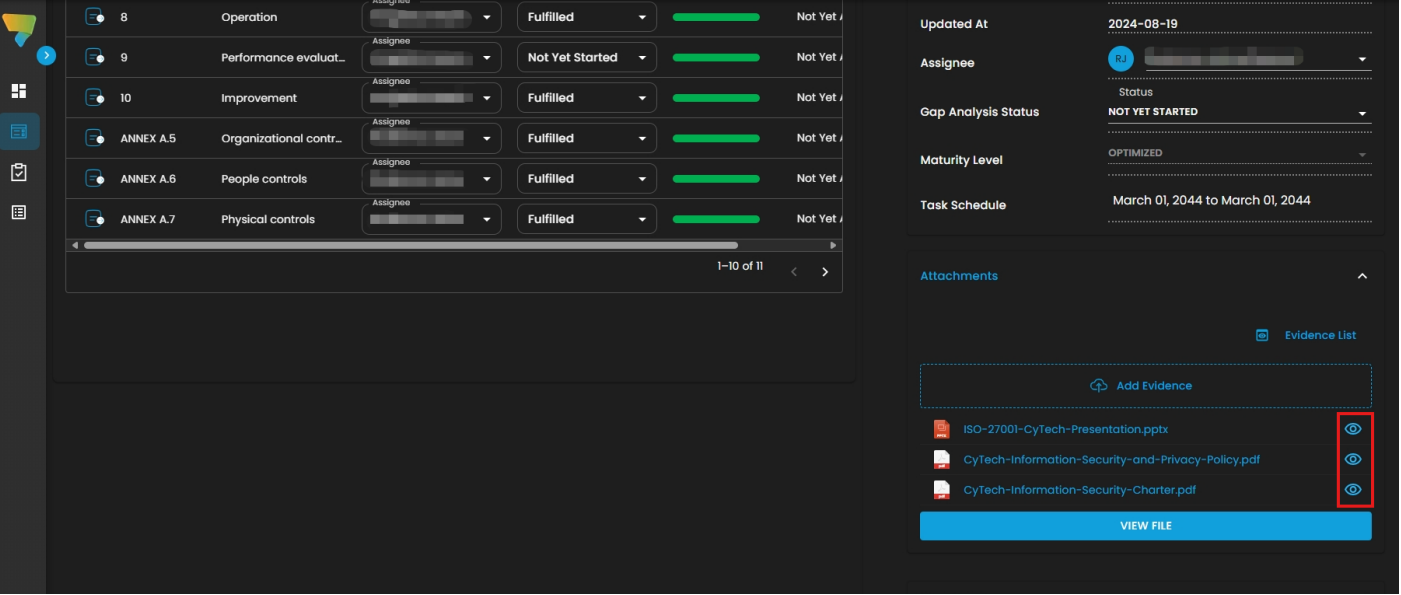 Assignee
8 Operation Fulfilled Not Yet
Assignee
9 Performance evaluat... Not Yet Started Not Yet
Assignee
10 Improvement Fulfilled Not Yet
Assignee
ANNEX A.5 Organizational contr... Fulfilled Not Yet
Assignee
ANNEX A.6 People controls Fulfilled Not Yet
Assignee
ANNEX A.7 Physical controls Fulfilled Not Yet
1–10 of 11
Updated At 2024-08-19
Assignee RJ
Status
Gap Analysis Status NOT YET STARTED
Maturity Level OPTIMIZED
Task Schedule March 01, 2044 to March 01, 2044
Attachments
Evidence List
Add Evidence
ISO-27001-CyTech-Presentation.pptx
CyTech-Information-Security-and-Privacy-Policy.pdf
CyTech-Information-Security-Charter.pdf
VIEW FILE